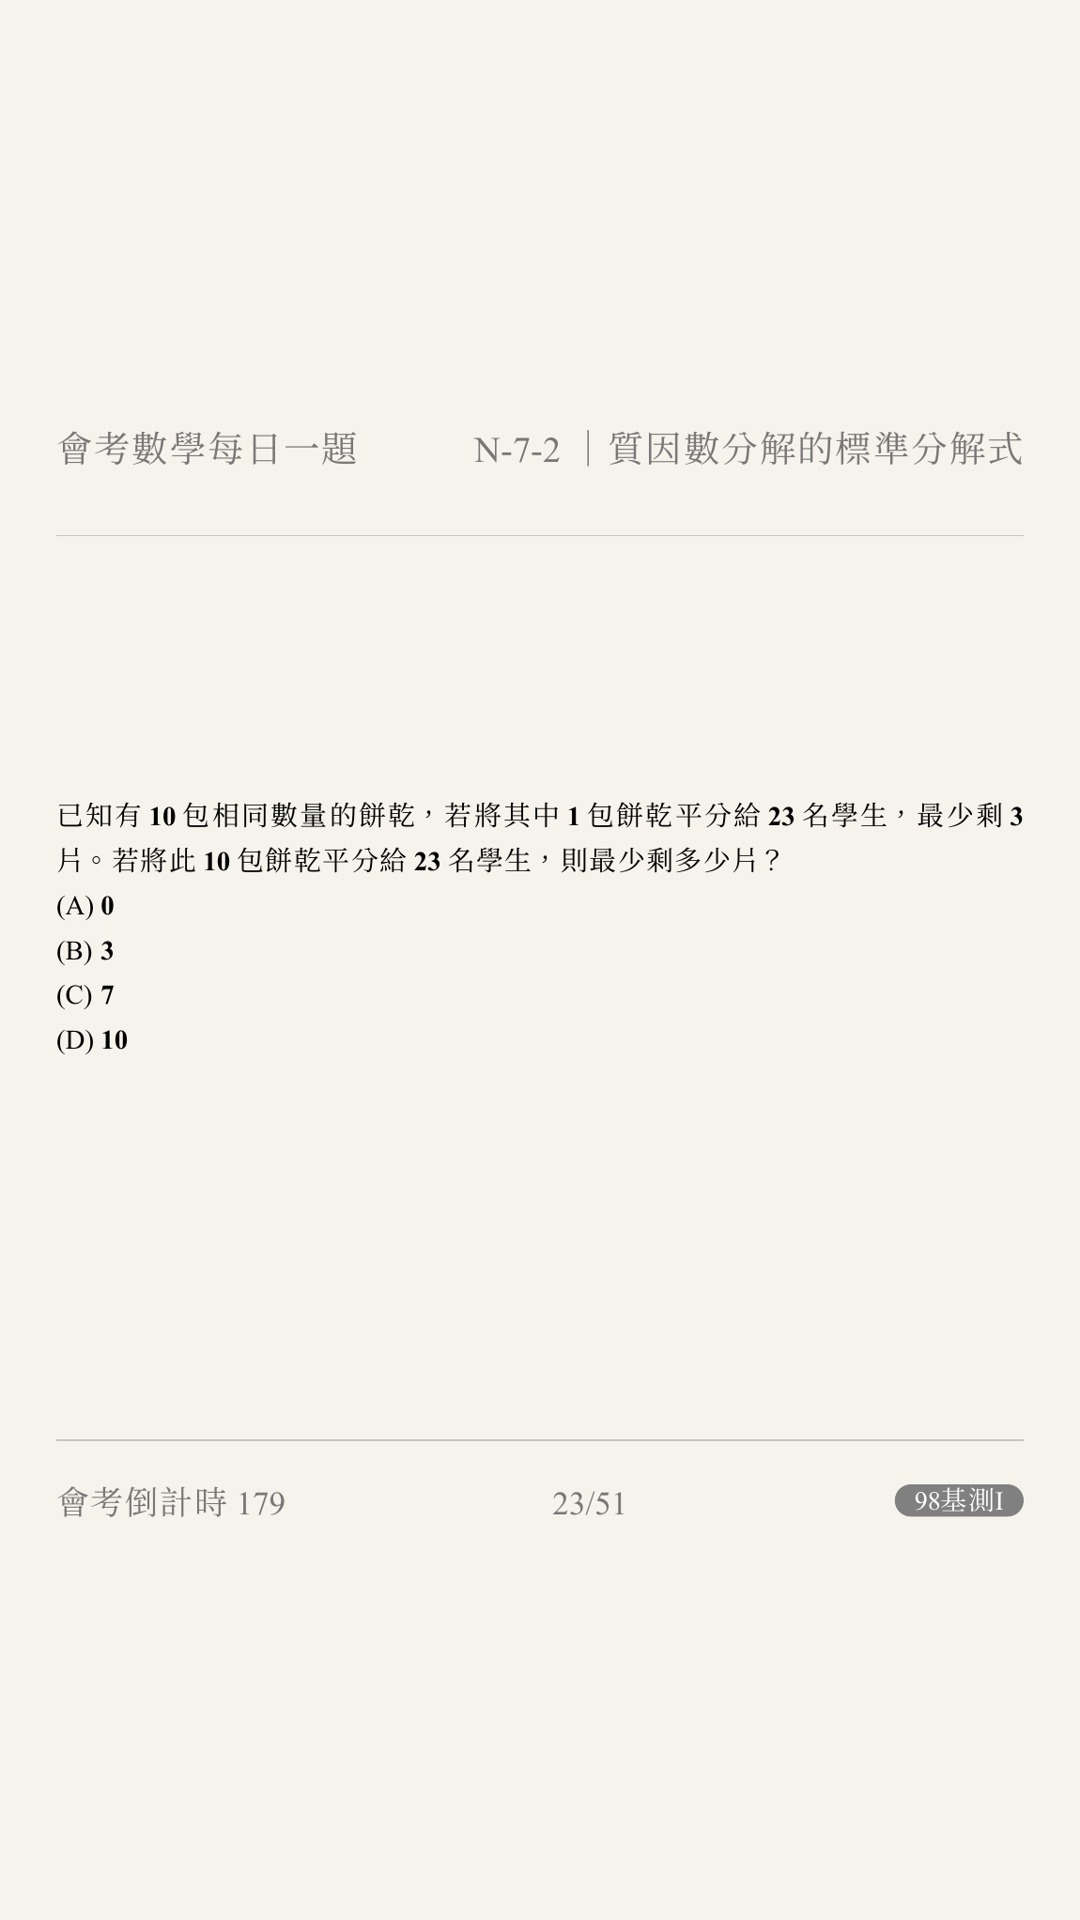 會考數學每日一題
N-7-2 | 質因數分解的標準分解式
已知有 10 包相同數量的餅乾，若將其中 1 包餅乾平分給 23 名學生，最少剩 3
片。若將此 10 包餅乾平分給 23 名學生，則最少剩多少片？
(A) 0
(B) 3
(C) 7
(D) 10
會考倒計時 179
23/51
98基測I